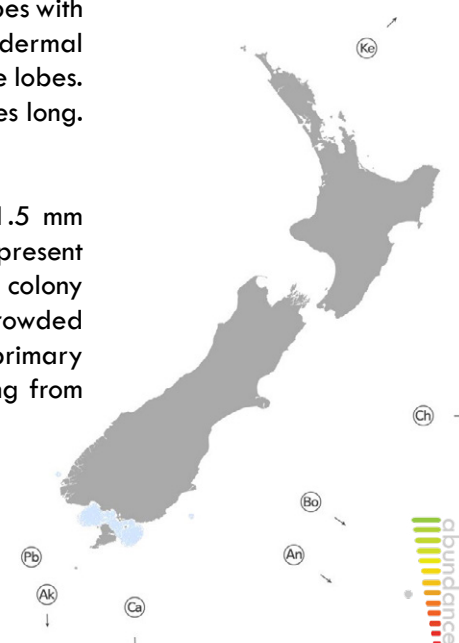 bes with
dermal
e lobes.
es long.
1.5 mm
present
colony
rowded
primary
ng from
Ke
Ch
Bo
An
Pb
Ak
Ca
abundance